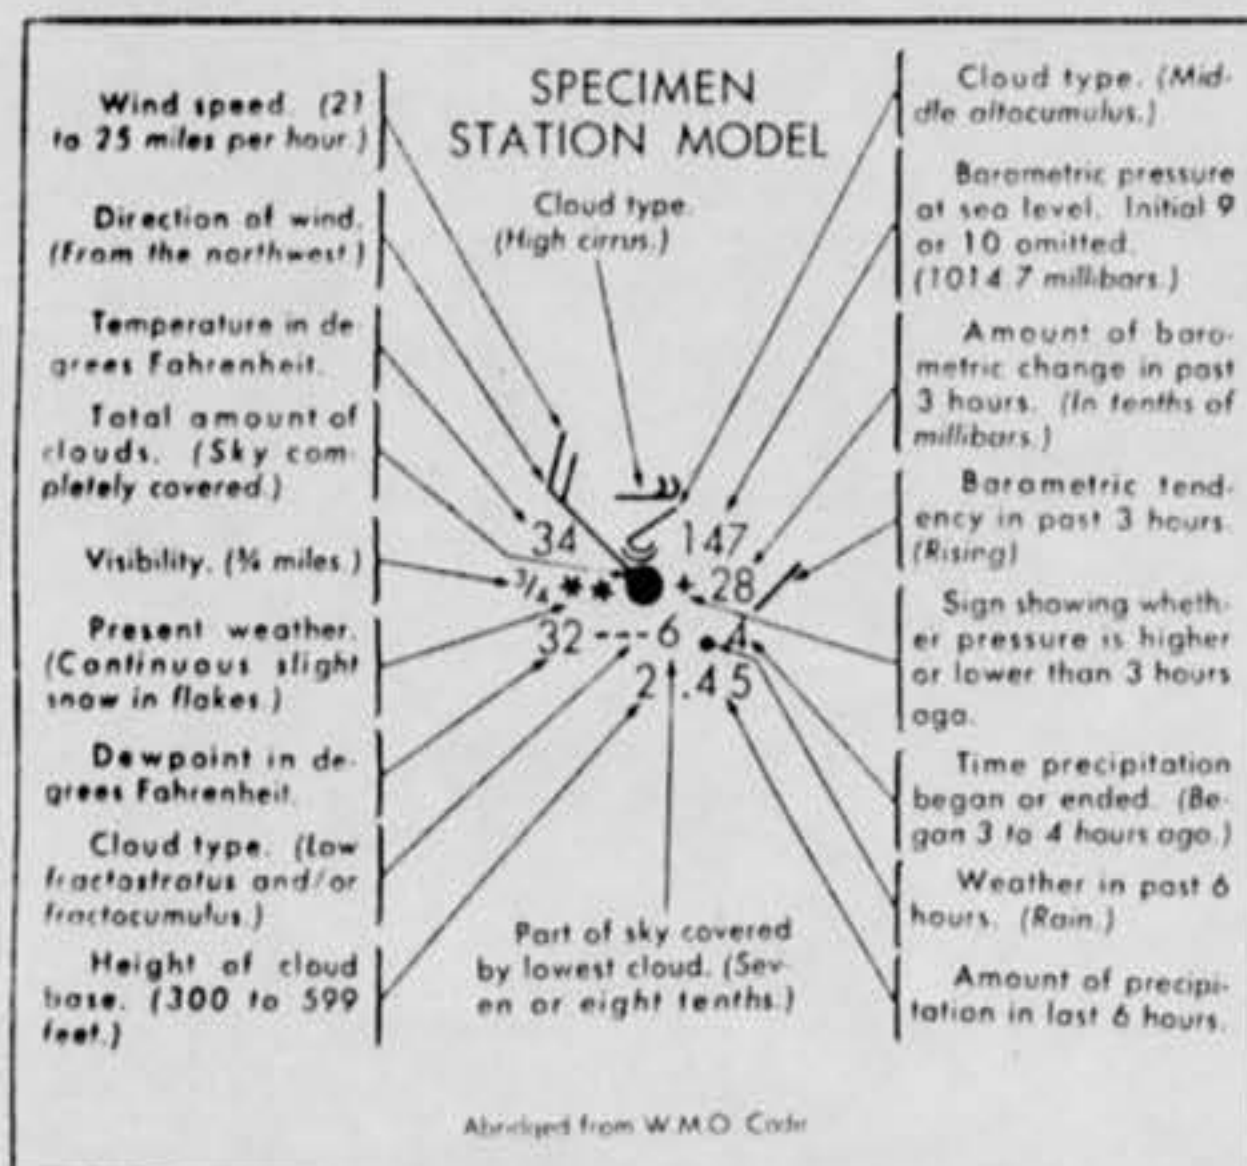 SPECIMEN
STATION MODEL
Wind speed. (21
to 25 miles per hour.)
Direction of wind.
(From the northwest.)
Temperature in de-
grees Fahrenheit.
Total amount of
clouds. (Sky com-
pletely covered.)
Visibility. (¾ miles.)
Present weather.
(Continuous slight
snow in flakes.)
Dewpoint in de-
grees Fahrenheit.
Cloud type. (Low
fractostratus and/or
fractocumulus.)
Height of cloud
base. (300 to 599
feet.)
Cloud type.
(High cirrus.)
34
147
3/4
+ 28
32 --- 6
4
2 .45
Part of sky covered
by lowest cloud. (Sev-
en or eight tenths.)
Cloud type. (Mid-
dle altocumulus.)
Barometric pressure
at sea level. Initial 9
or 10 omitted.
(1014.7 millibars.)
Amount of baro-
metric change in past
3 hours. (In tenths of
millibars.)
Barometric tend-
ency in past 3 hours.
(Rising)
Sign showing wheth-
er pressure is higher
or lower than 3 hours
ago.
Time precipitation
began or ended. (Be-
gan 3 to 4 hours ago.)
Weather in past 6
hours. (Rain.)
Amount of precipi-
tation in last 6 hours.
Abridged from W.M.O. Code